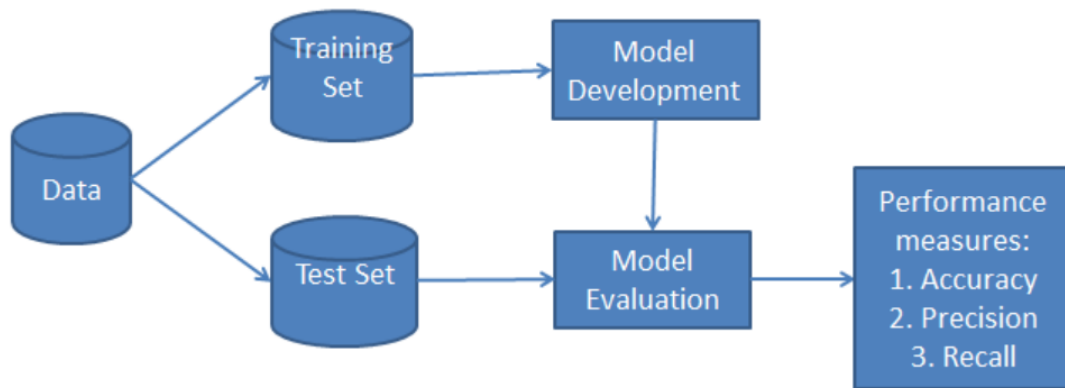 Data
Training
Set
Test Set
Model
Development
Model
Evaluation
Performance
measures:
1. Accuracy
2. Precision
3. Recall